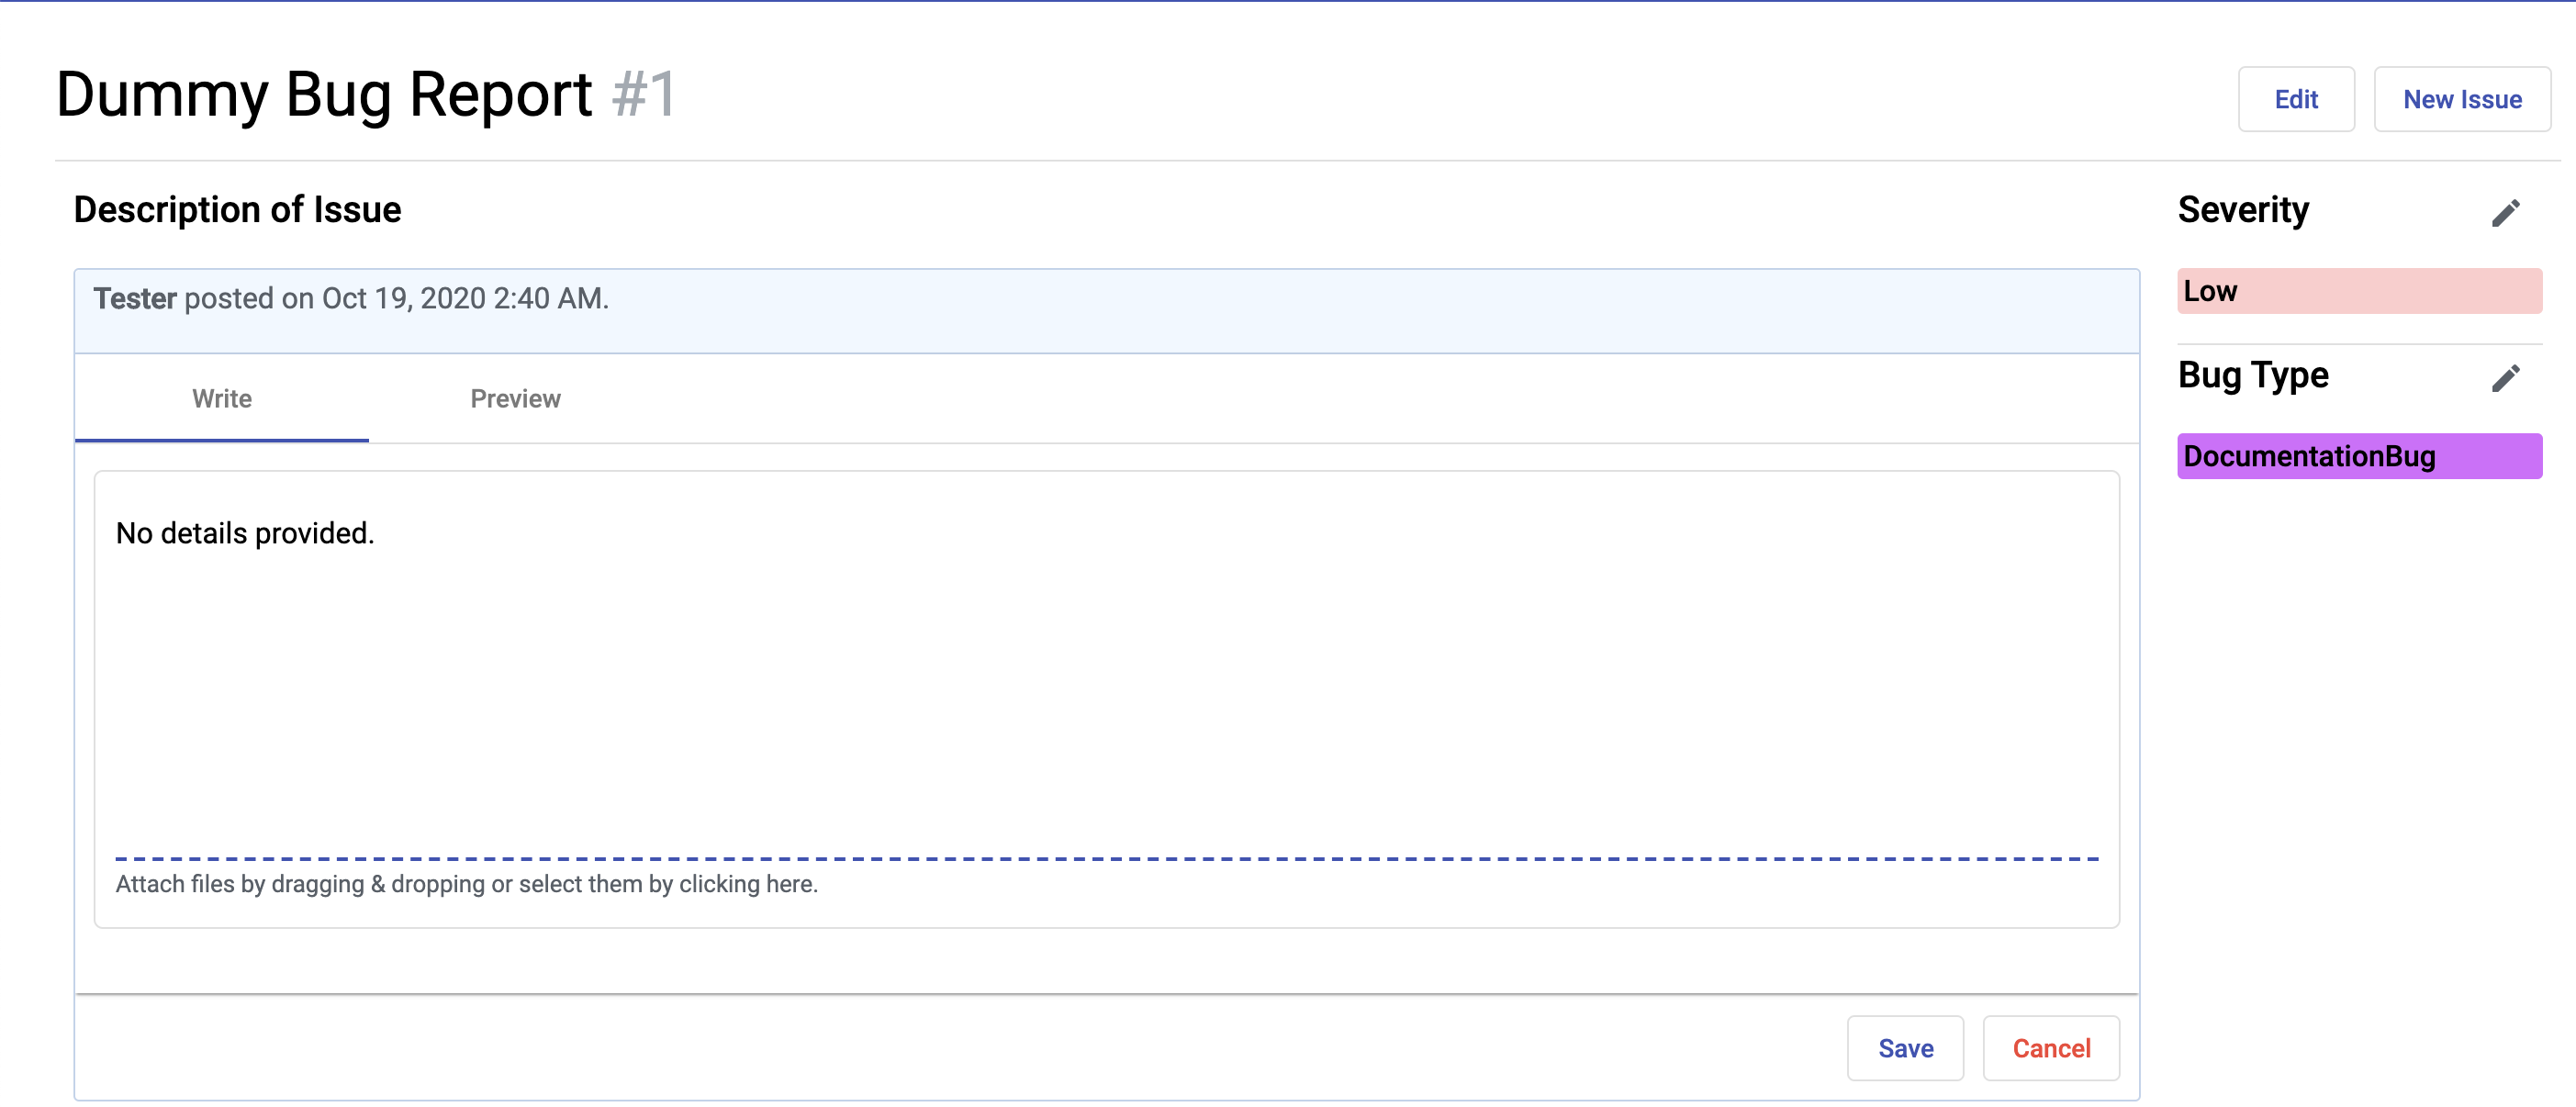 Dummy Bug Report #1
Edit
New Issue
Description of Issue
Tester posted on Oct 19, 2020 2:40 AM.
Write
Preview
No details provided.
Attach files by dragging & dropping or select them by clicking here.
Save
Cancel
Severity
Low
Bug Type
DocumentationBug